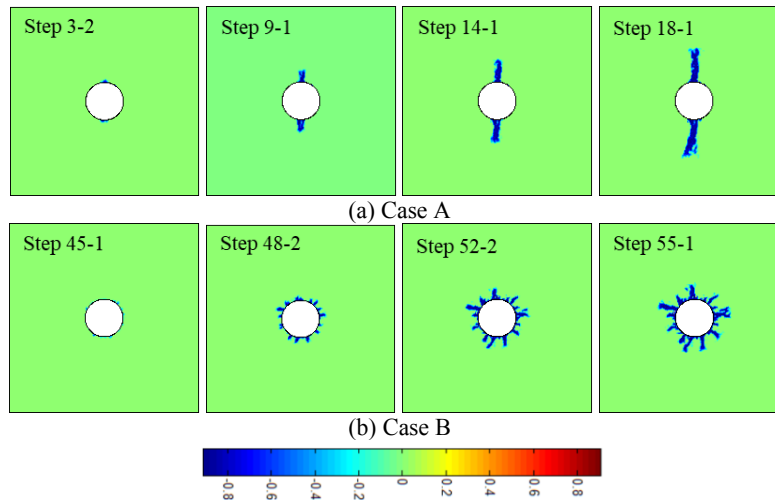 Step 3-2 Step 9-1 Step 14-1 Step 18-1
(a) Case A
Step 45-1 Step 48-2 Step 52-2 Step 55-1
(b) Case B
-0.8 -0.6 -0.4 -0.2 0 0.2 0.4 0.6 0.8